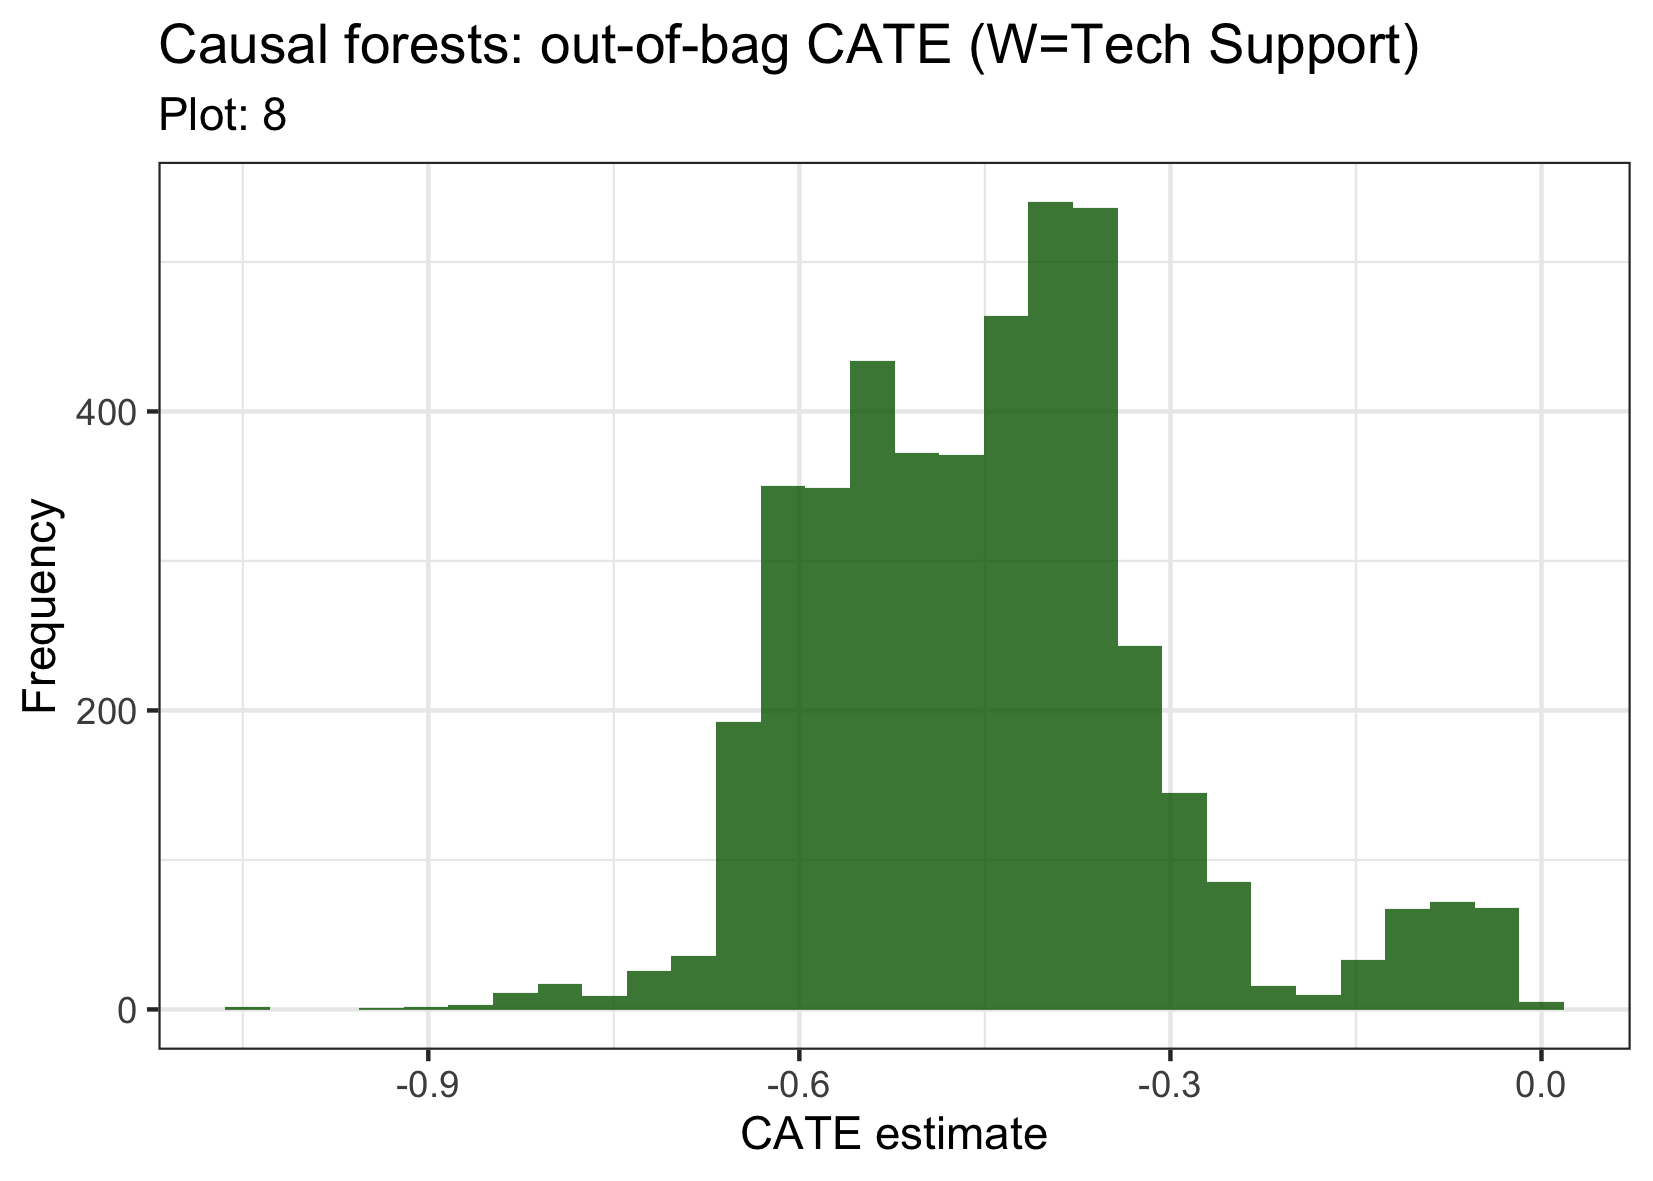 Causal forests: out-of-bag CATE (W=Tech Support)
Plot: 8
Frequency
400
200
0
-0.9 -0.6 -0.3 0.0
CATE estimate